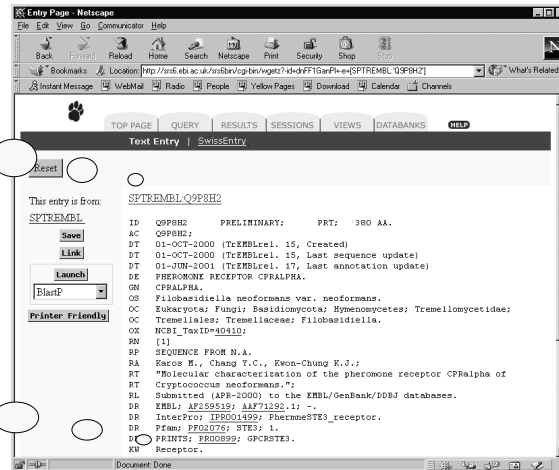 Entry Page - Netscape
File Edit View Go Communicator Help
Back Forward Reload Home Search Netscape Print Security Shop Stop
Bookmarks Location: http://srs6.ebi.ac.uk/srs6bin/cgi-bin/wgetz?-id+dnFF1GanPl+-e+[SPTREMBL:'Q9P8H2'] What's Related
Instant Message WebMail Radio People Yellow Pages Download Calendar Channels
TOP PAGE QUERY RESULTS SESSIONS VIEWS DATABANKS HELP
Text Entry | SwissEntry
Reset
This entry is from:
SPTREMBL
Save
Link
Launch
BlastP
Printer Friendly
SPTREMBL:Q9P8H2
ID Q9P8H2 PRELIMINARY; PRT; 380 AA.
AC Q9P8H2;
DT 01-OCT-2000 (TrEMBLrel. 15, Created)
DT 01-OCT-2000 (TrEMBLrel. 15, Last sequence update)
DT 01-JUN-2001 (TrEMBLrel. 17, Last annotation update)
DE PHEROMONE RECEPTOR CPRALPHA.
GN CPRALPHA.
OS Filobasidiella neoformans var. neoformans.
OC Eukaryota; Fungi; Basidiomycota; Hymenomycetes; Tremellomycetidae;
OC Tremellales; Tremellaceae; Filobasidiella.
OX NCBI_TaxID=40410;
RN [1]
RP SEQUENCE FROM N.A.
RA Karos M., Chang Y.C., Kwon-Chung K.J.;
RT "Molecular characterization of the pheromone receptor CPRalpha of
RT Cryptococcus neoformans.";
RL Submitted (APR-2000) to the EMBL/GenBank/DDBJ databases.
DR EMBL; AF259519; AAF71292.1; -.
DR InterPro; IPR001499; PhermneSTE3_receptor.
DR Pfam; PF02076; STE3; 1.
PRINTS; PR00899; GPCRSTE3.
KW Receptor.
Document: Done